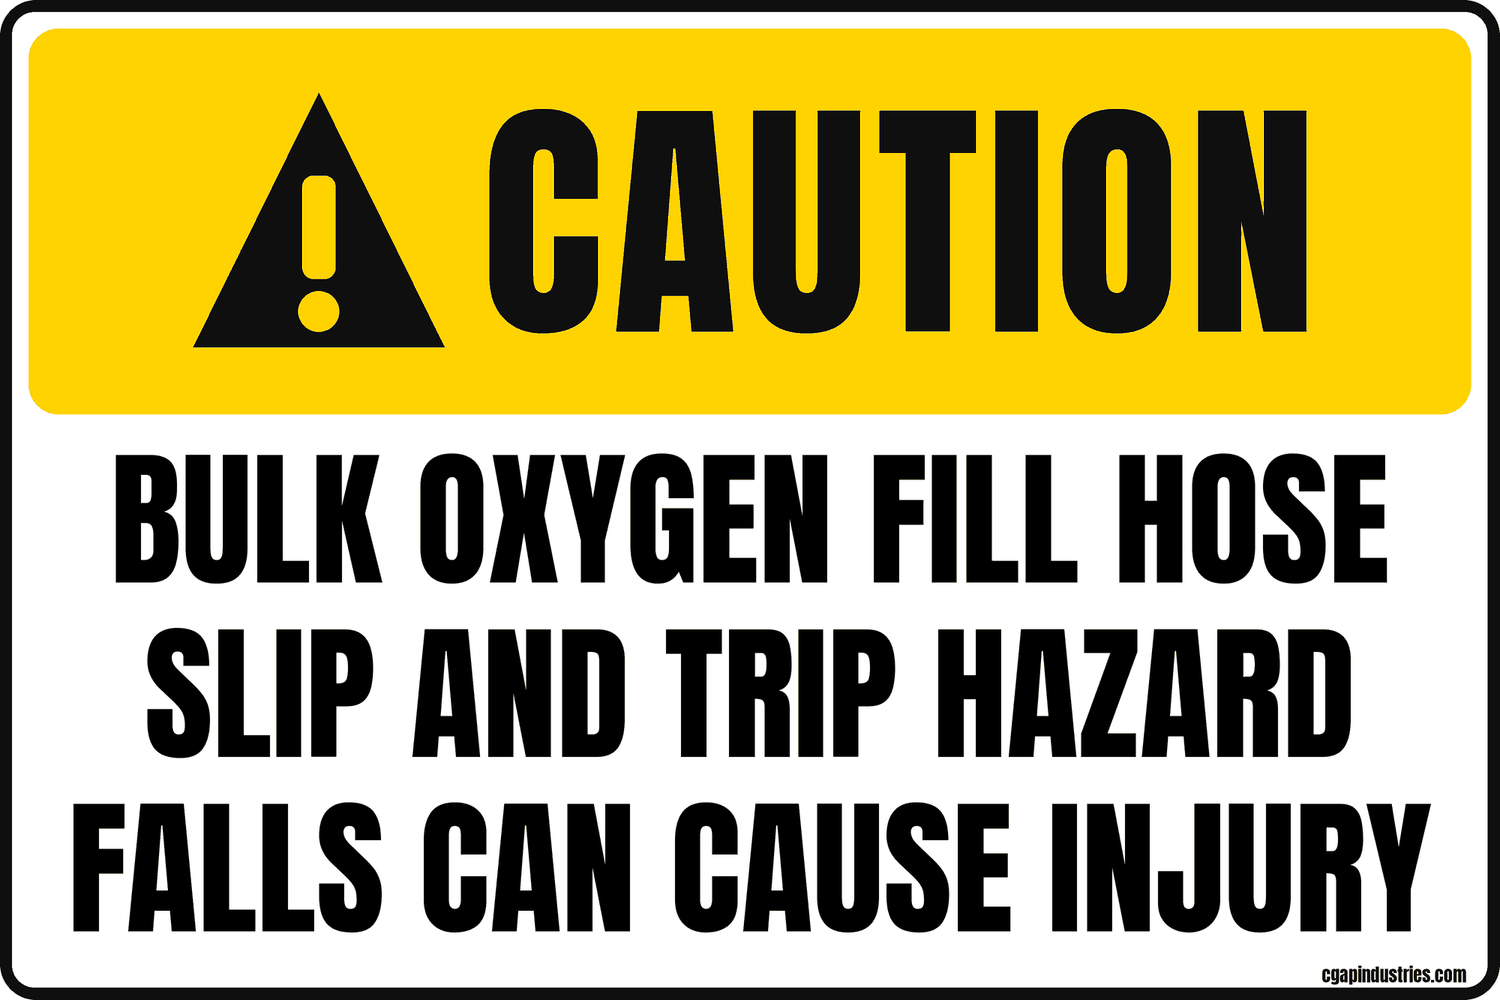 CAUTION
BULK OXYGEN FILL HOSE
SLIP AND TRIP HAZARD
FALLS CAN CAUSE INJURY
cgapindustries.com